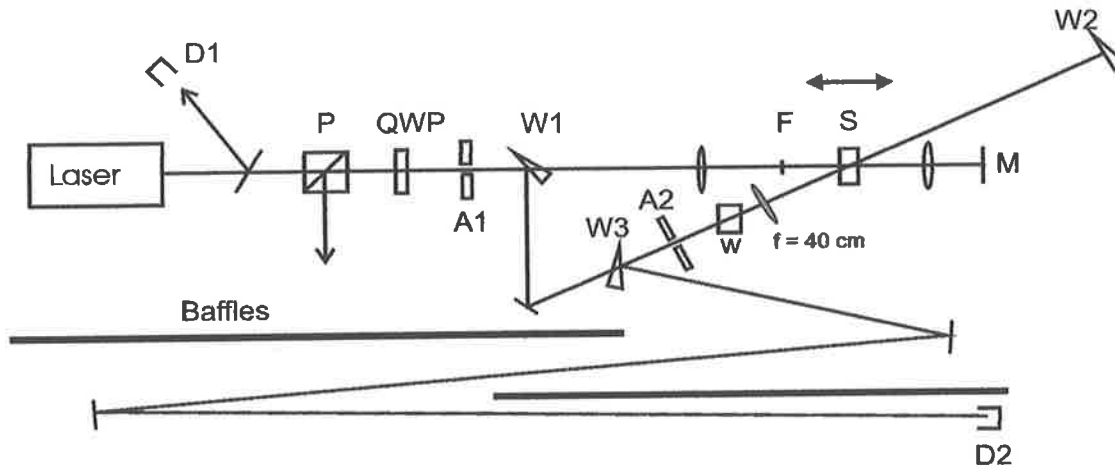 W2
D1
P
QWP
W1
F
S
Laser
M
A1
A2
W3
w
f = 40 cm
Baffles
D2